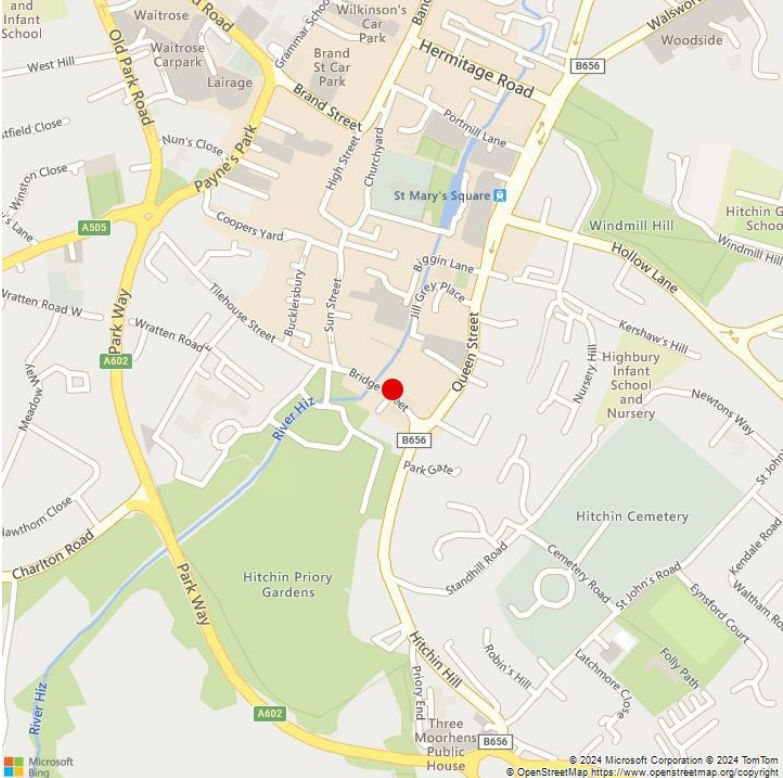 and
Infant
School
Waitrose
Road
Grammar School
Wilkinson's
Car
Park
Walsworth
Woodside
Old Park Road
West Hill
Waitrose
Carpark
Lairage
Brand
St Car
Park
Hermitage Road
B656
Brand Street
Portmill Lane
Nun's Close
Payne's Park
High Street
Churchyard
Winston Close
St Mary's Square
A505
Coopers Yard
Windmill Hill
Hitchin G
Schoo
Windmill Hill
Hollow Lane
Biggin Lane
Jill Grey Place
Bucklersbury
Sun Street
Tilehouse Street
Wratten Road W
Wratten Road E
Park Way
A602
Queen Street
Kershaw's Hill
Nursery Hill
Highbury
Infant
School
and
Nursery
Meadow Way
Newtons Way
River Hiz
B656
Park Gate
St John's
Hitchin Cemetery
Hawthorn Close
Charlton Road
Park Way
Hitchin Priory
Gardens
Standhill Road
Cemetery Road
St John's Road
Kendale Road
Waltham
Eynsford Court
Folly Path
Hitchin Hill
Robin's Hill
Latchmore Close
Priory End
River Hiz
A602
Three
Moorhens
Public
House
B656
Microsoft
Bing
© 2024 Microsoft Corporation © 2024 TomTom
© OpenStreetMap https://www.openstreetmap.org/copyright